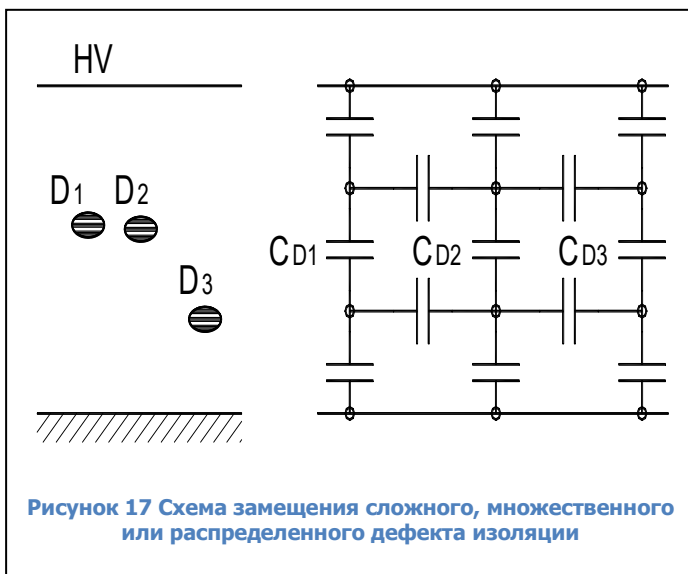 HV
D1 D2
D3
CD1 CD2 CD3
Рисунок 17 Схема замещения сложного, множественного
или распределенного дефекта изоляции